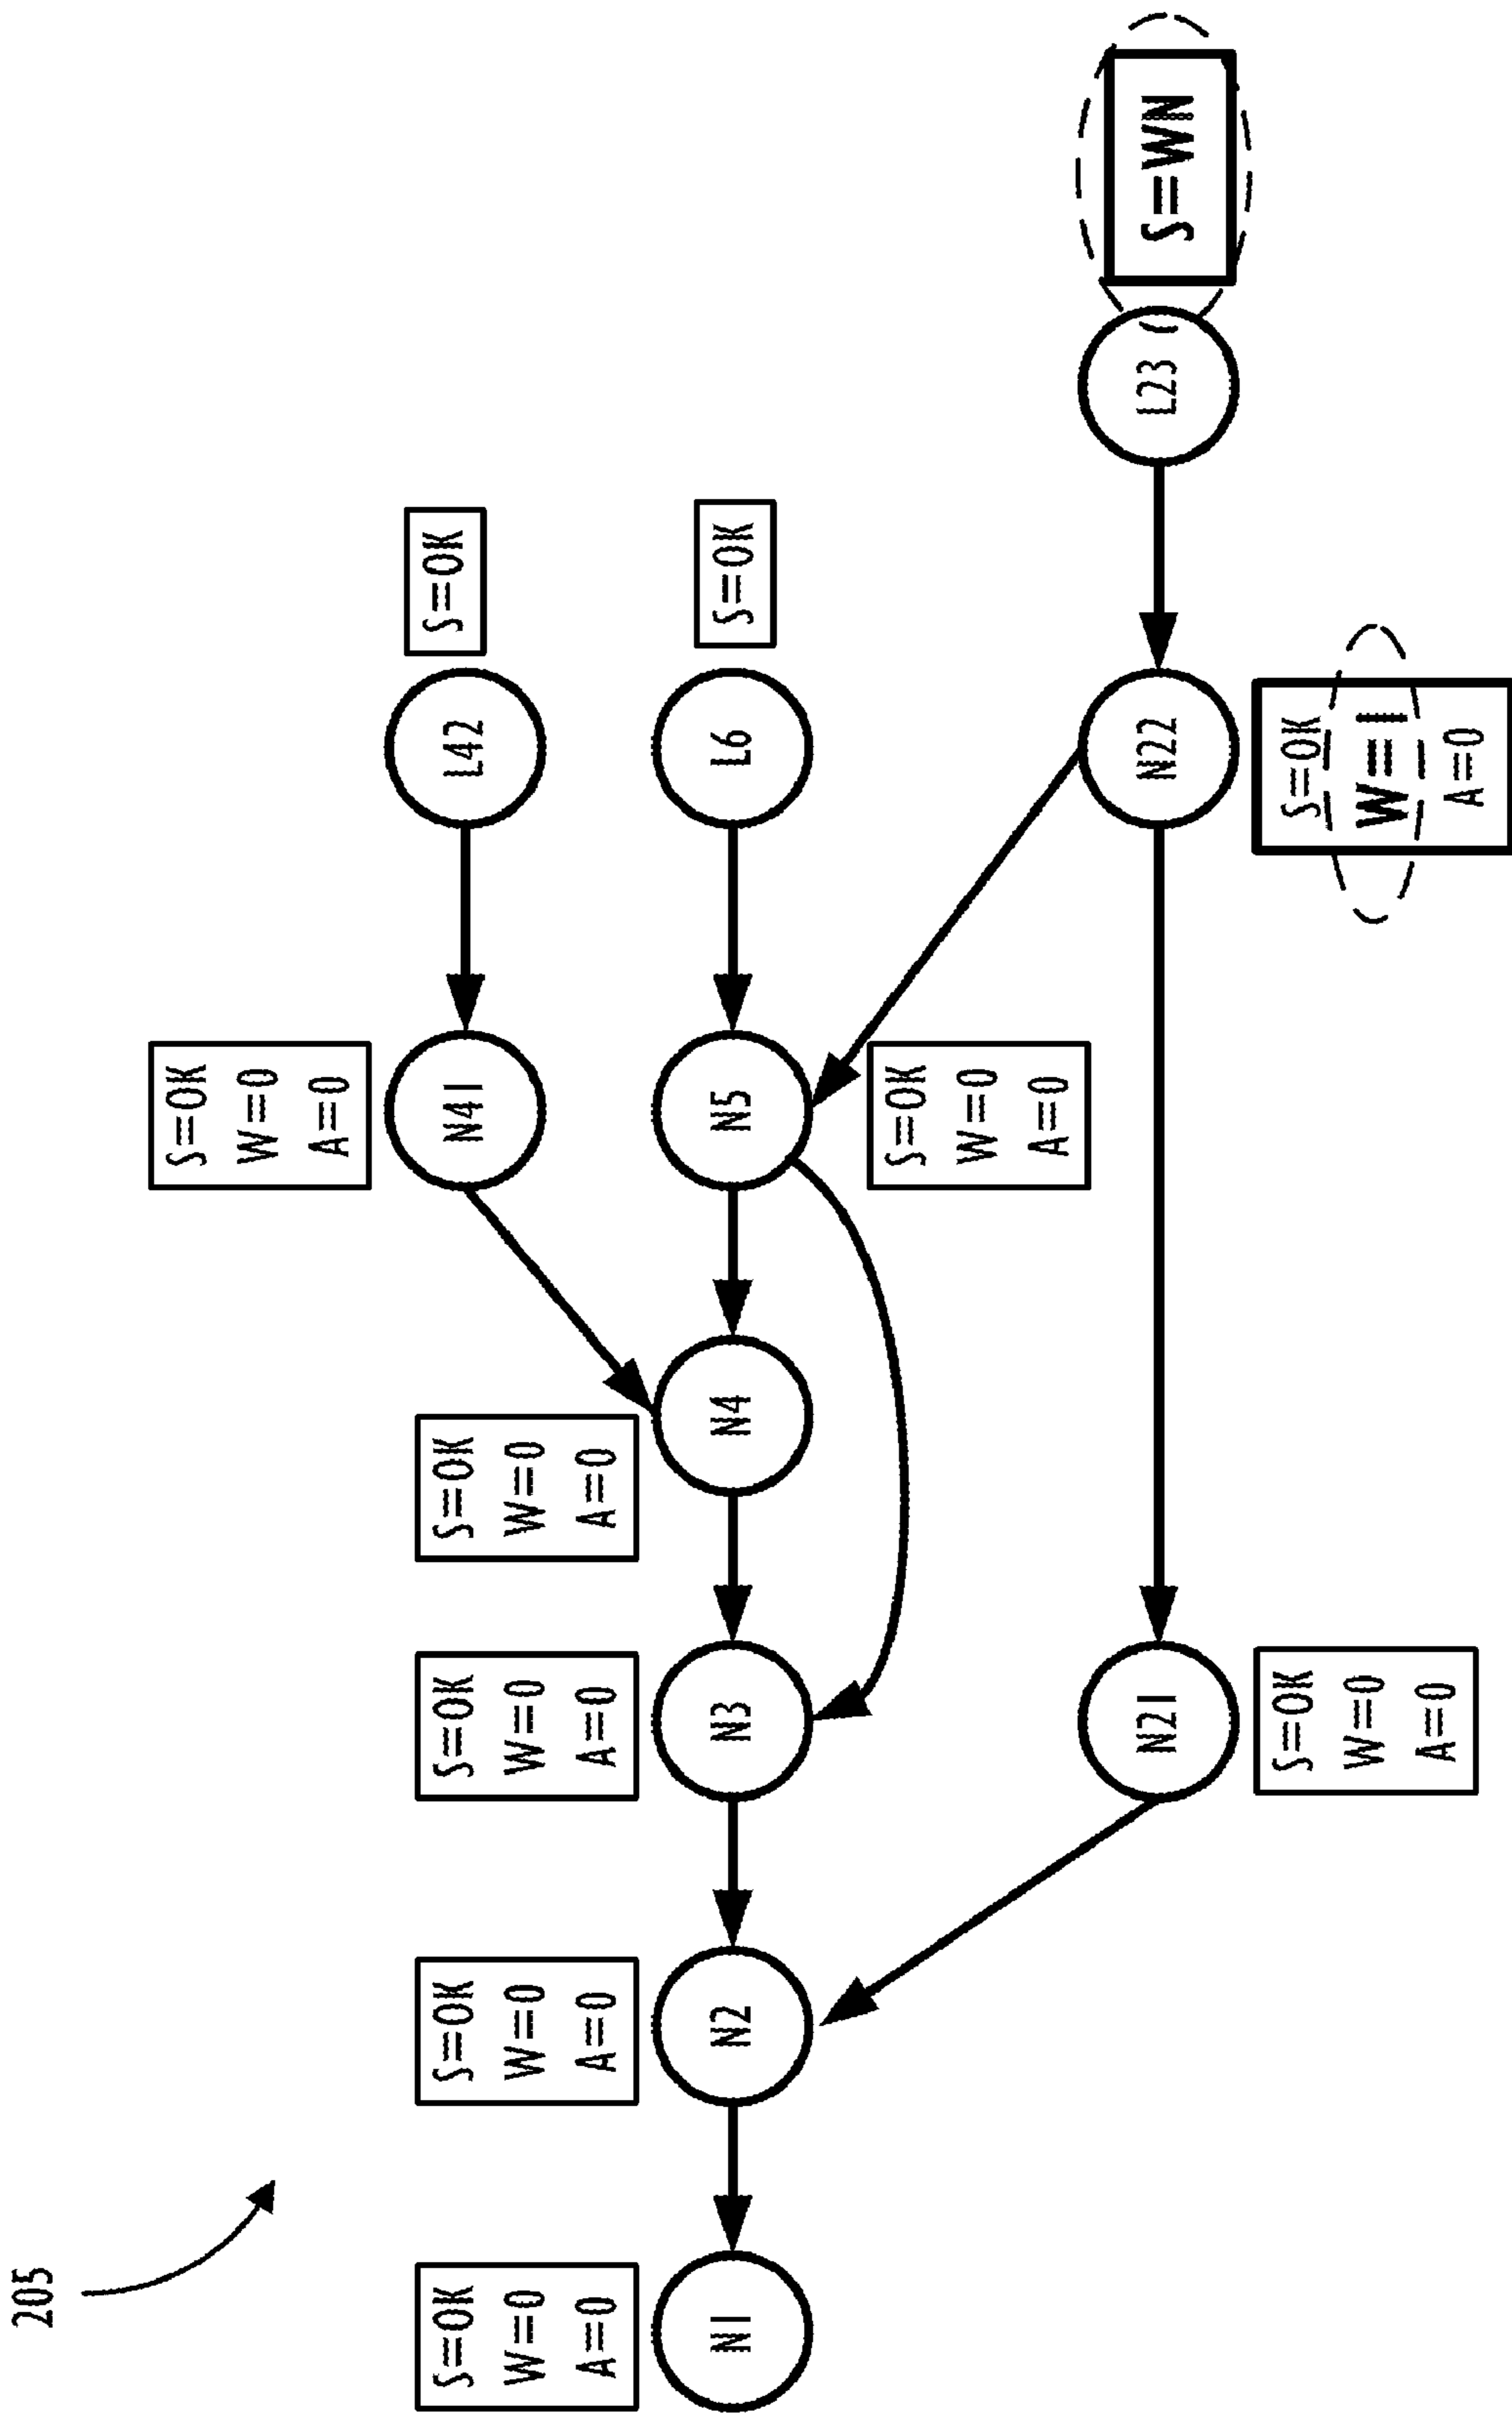 205
S=OK
W=0
A=0
N41
L42
S=OK
S=OK
W=0
A=0
N1
S=OK
W=0
A=0
N2
S=OK
W=0
A=0
N3
S=OK
W=0
A=0
N4
N5
S=OK
W=0
A=0
L6
S=OK
N21
S=OK
W=0
A=0
N22
S=OK
W=1
A=0
L23
S=WN